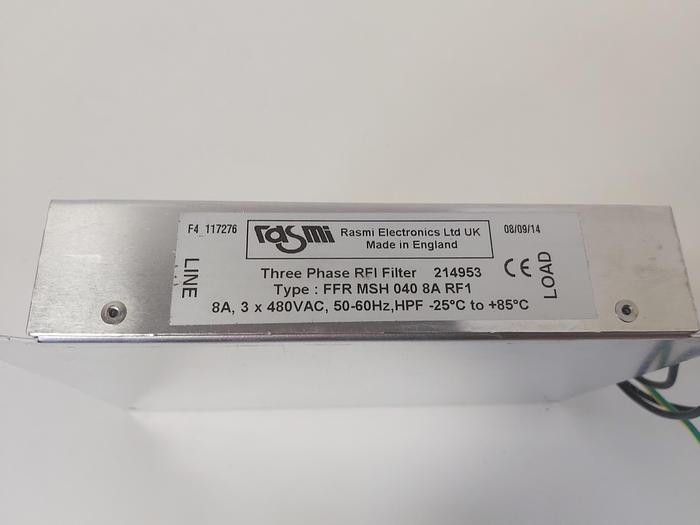 F4 117276
rasmi
Rasmi Electronics Ltd UK
Made in England
08/09/14
LINE
Three Phase RFI Filter 214953
CE
LOAD
Type : FFR MSH 040 8A RF1
8A, 3 x 480VAC, 50-60Hz,HPF -25°C to +85°C